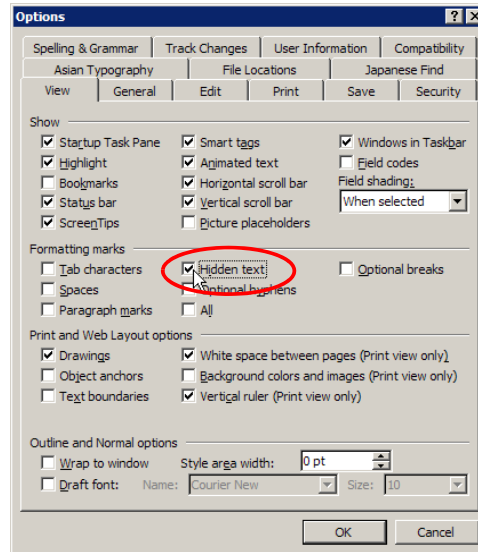 Options
Spelling & Grammar Track Changes User Information Compatibility
Asian Typography File Locations Japanese Find
View General Edit Print Save Security
Show
Startup Task Pane Smart tags Windows in Taskbar
Highlight Animated text Field codes
Bookmarks Horizontal scroll bar Field shading:
Status bar Vertical scroll bar When selected
ScreenTips Picture placeholders
Formatting marks
Tab characters Hidden text Optional breaks
Spaces Optional hyphens
Paragraph marks All
Print and Web Layout options
Drawings White space between pages (Print view only)
Object anchors Background colors and images (Print view only)
Text boundaries Vertical ruler (Print view only)
Outline and Normal options
Wrap to window Style area width: 0 pt
Draft font: Name: Courier New Size: 10
OK Cancel